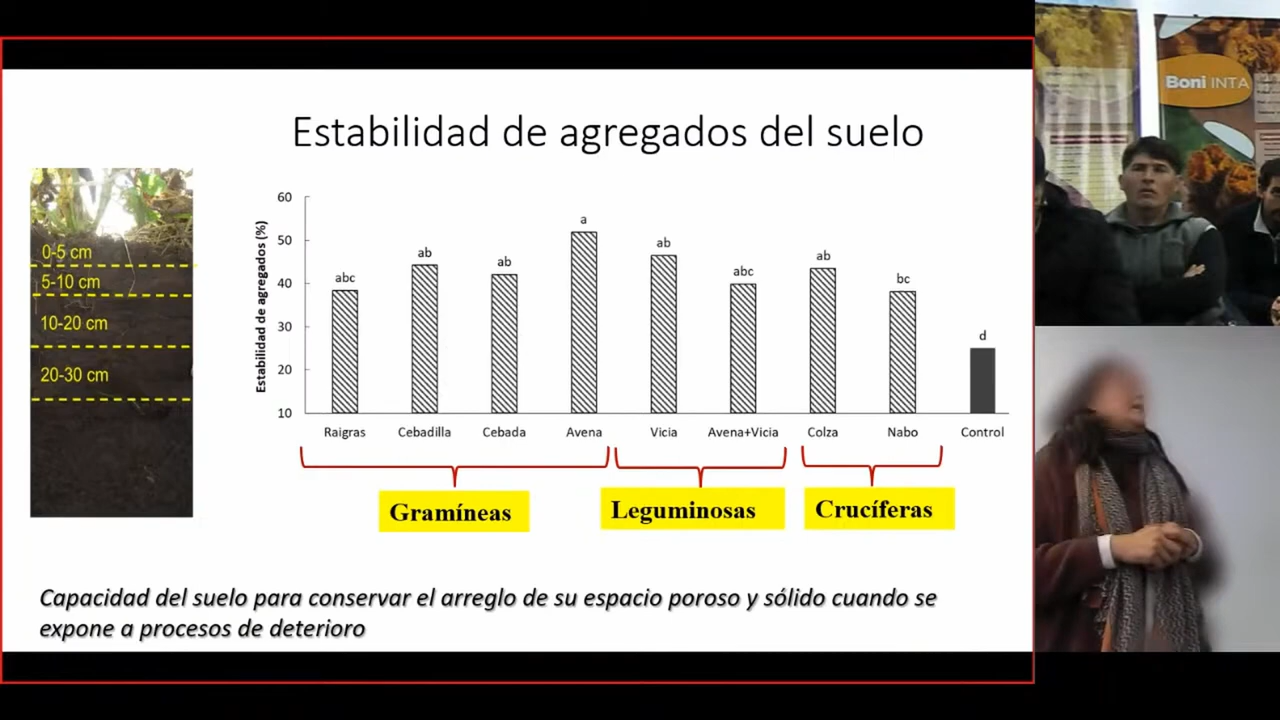 Estabilidad de agregados del suelo
0-5 cm
5-10 cm
10-20 cm
20-30 cm
Estabilidad de agregados (%)
60
50
40
30
20
10
abc
ab
ab
a
ab
abc
ab
bc
d
Raigras Cebadilla Cebada Avena Vicia Avena+Vicia Colza Nabo Control
Gramíneas Leguminosas Crucíferas
Capacidad del suelo para conservar el arreglo de su espacio poroso y sólido cuando se
expone a procesos de deterioro
Boni INTA